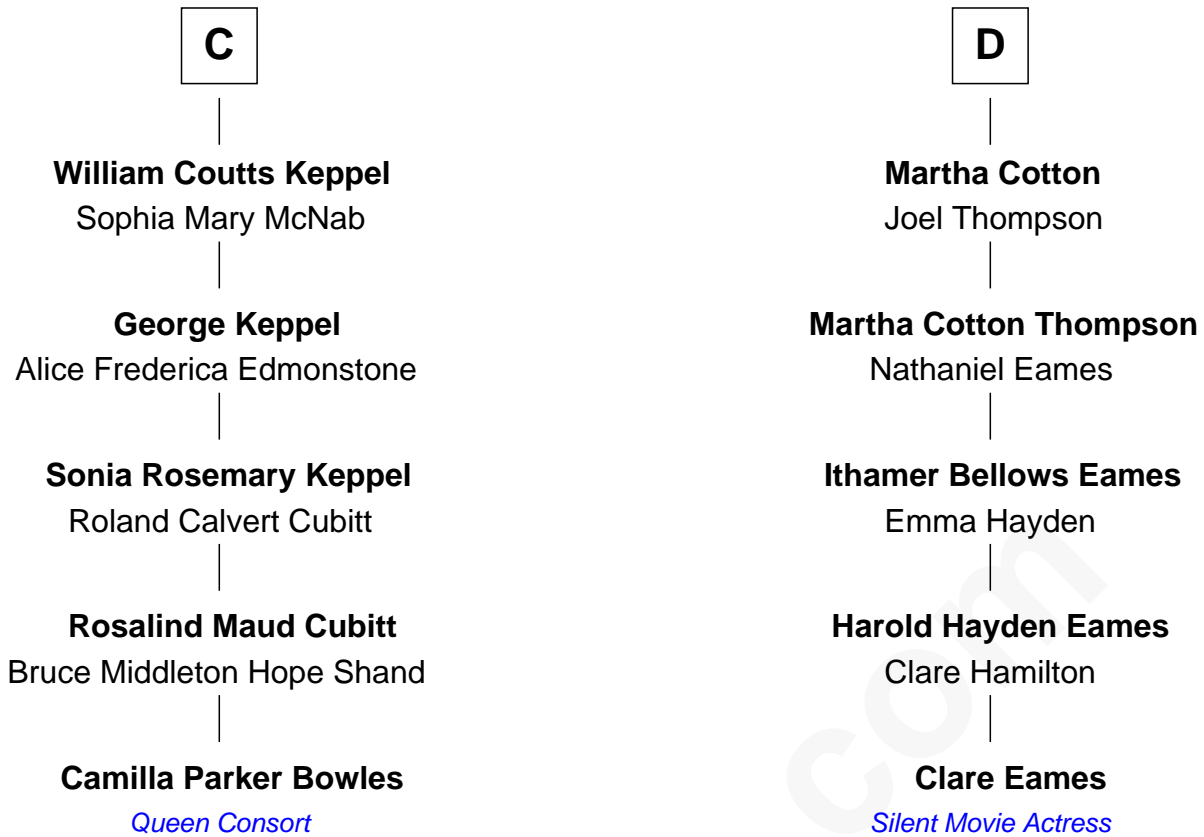 C
William Coutts Keppel
Sophia Mary McNab
George Keppel
Alice Frederica Edmonstone
Sonia Rosemary Keppel
Roland Calvert Cubitt
Rosalind Maud Cubitt
Bruce Middleton Hope Shand
Camilla Parker Bowles
Queen Consort
D
Martha Cotton
Joel Thompson
Martha Cotton Thompson
Nathaniel Eames
Ithamer Bellows Eames
Emma Hayden
Harold Hayden Eames
Clare Hamilton
Clare Eames
Silent Movie Actress
com